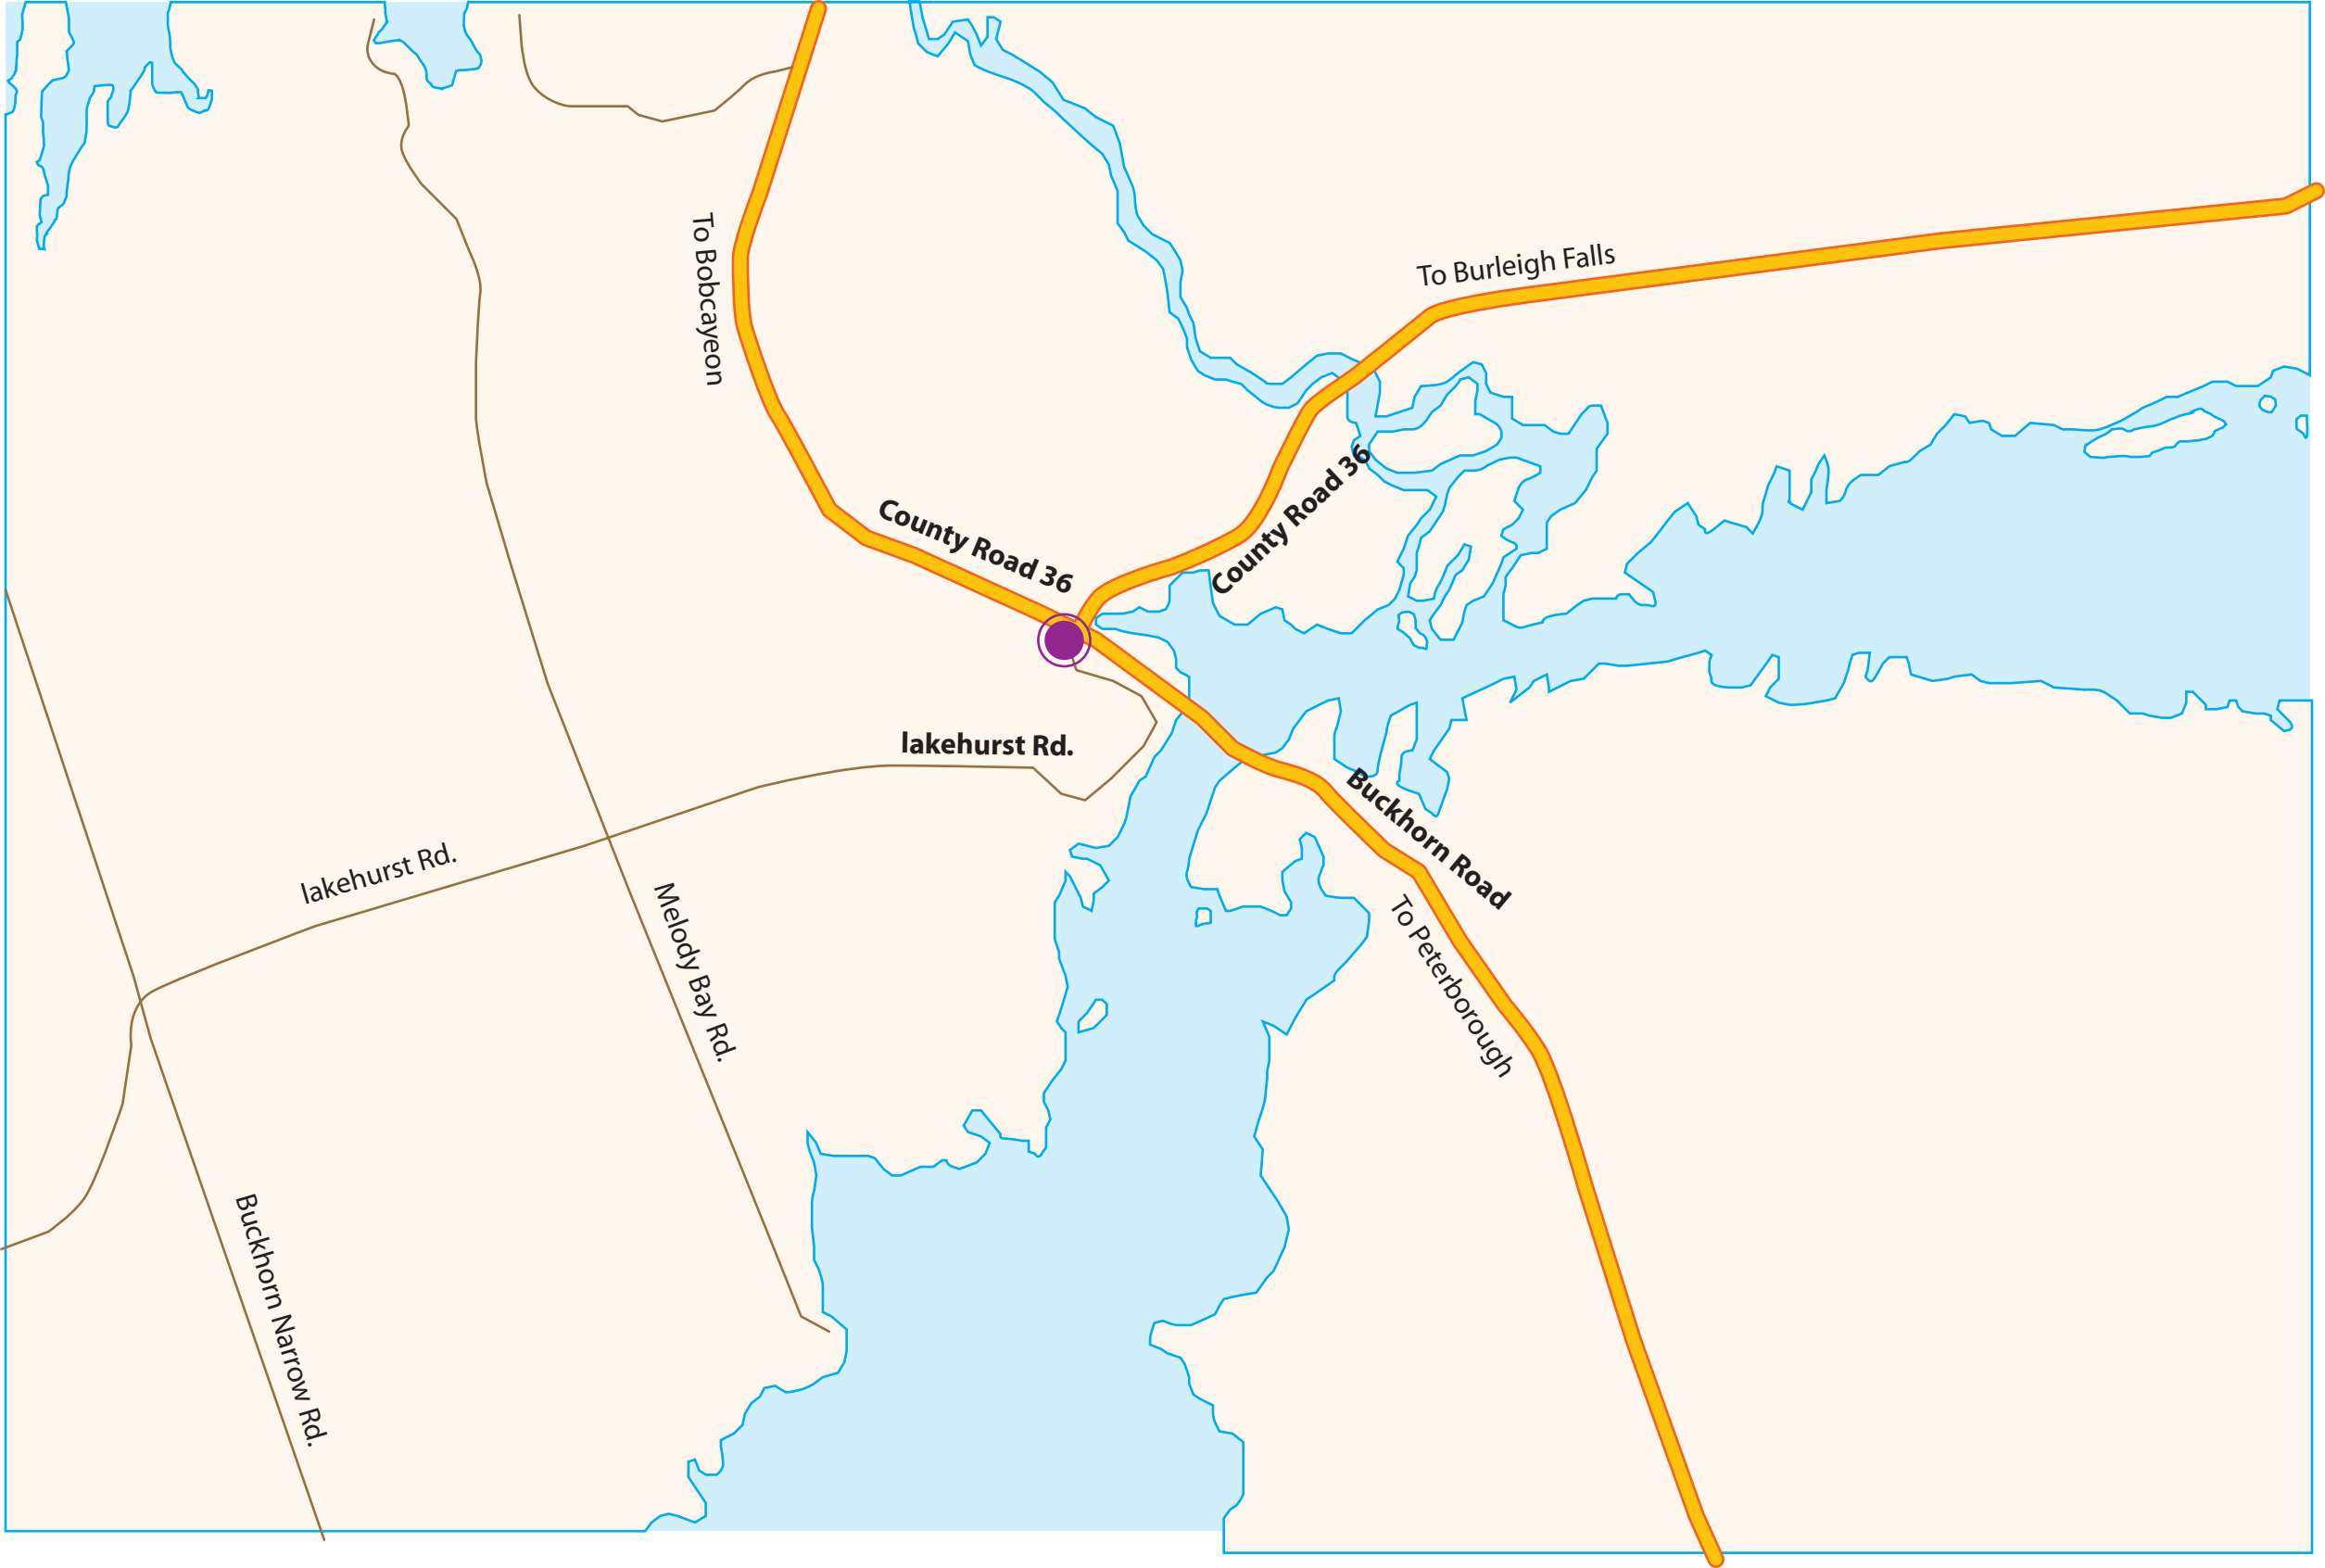 To Bobcayeon
To Burleigh Falls
County Road 36
County Road 36
lakehurst Rd.
Buckhorn Road
lakehurst Rd.
Melody Bay Rd.
To Peterborough
Buckhorn Narrow Rd.